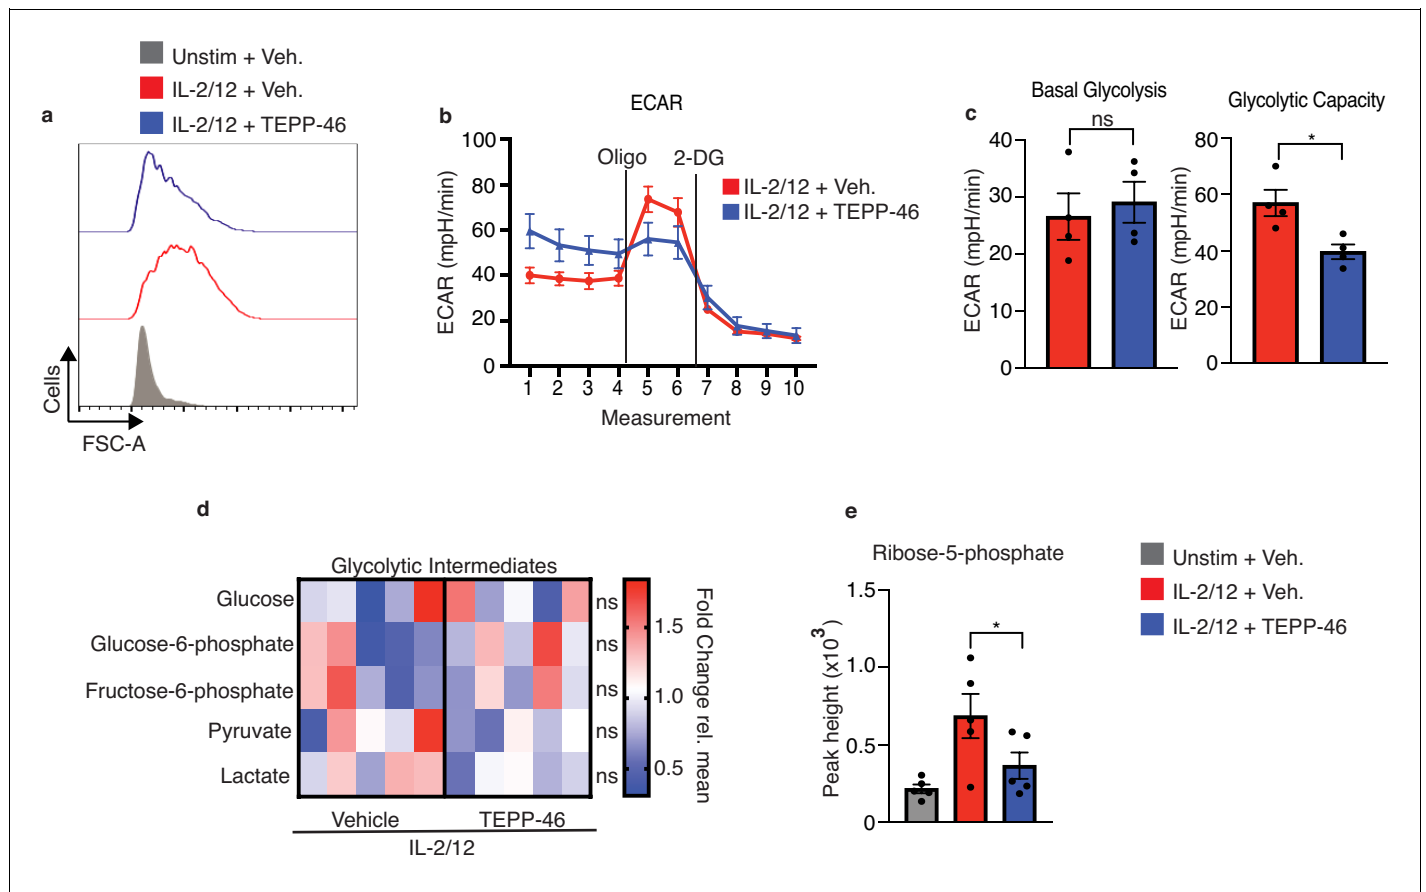 Unstim + Veh.
IL-2/12 + Veh.
IL-2/12 + TEPP-46
a
Cells
FSC-A
b
ECAR
100
80
60
40
20
0
ECAR (mpH/min)
Oligo
2-DG
IL-2/12 + Veh.
IL-2/12 + TEPP-46
1 2 3 4 5 6 7 8 9 10
Measurement
c
Basal Glycolysis
ns
40
30
20
10
0
ECAR (mpH/min)
Glycolytic Capacity
*
80
60
40
20
0
ECAR (mpH/min)
d
Glycolytic Intermediates
Glucose
ns
Glucose-6-phosphate
ns
Fructose-6-phosphate
ns
Pyruvate
ns
Lactate
ns
1.5
1.0
0.5
Fold Change rel. mean
Vehicle
TEPP-46
IL-2/12
e
Ribose-5-phosphate
1.5
1.0
0.5
0
Peak height (x10³)
*
Unstim + Veh.
IL-2/12 + Veh.
IL-2/12 + TEPP-46